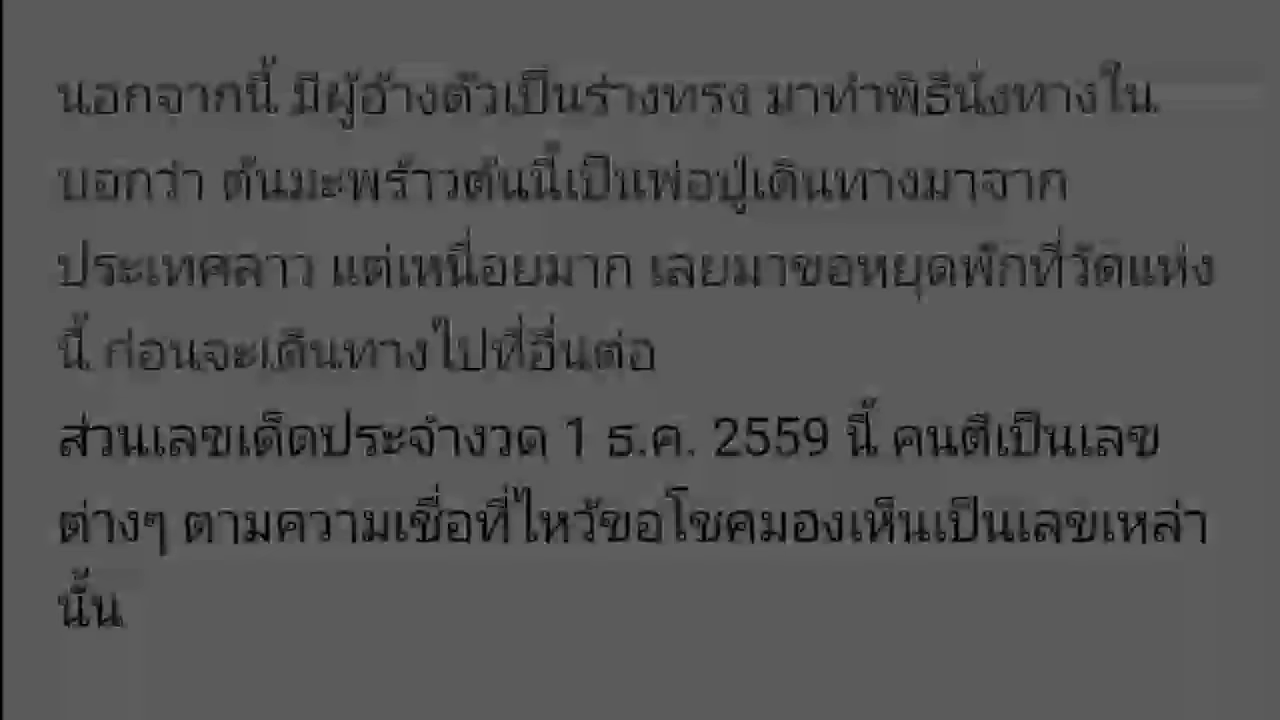 นอกจากนี้ มีผู้อ้างตัวเป็นร่างทรง มาทำพิธีนั่งทางใน
บอกว่า ต้นมะพร้าวต้นนี้เป็นพ่อปู่เดินทางมาจาก
ประเทศลาว แต่เหนื่อยมาก เลยมาขอหยุดพักที่วัดแห่ง
นี้ ก่อนจะเดินทางไปที่อื่นต่อ
ส่วนเลขเด็ดประจำงวด 1 ธ.ค. 2559 นี้ คนตีเป็นเลข
ต่างๆ ตามความเชื่อที่ไหว้ขอโชคมองเห็นเป็นเลขเหล่า
นั้น